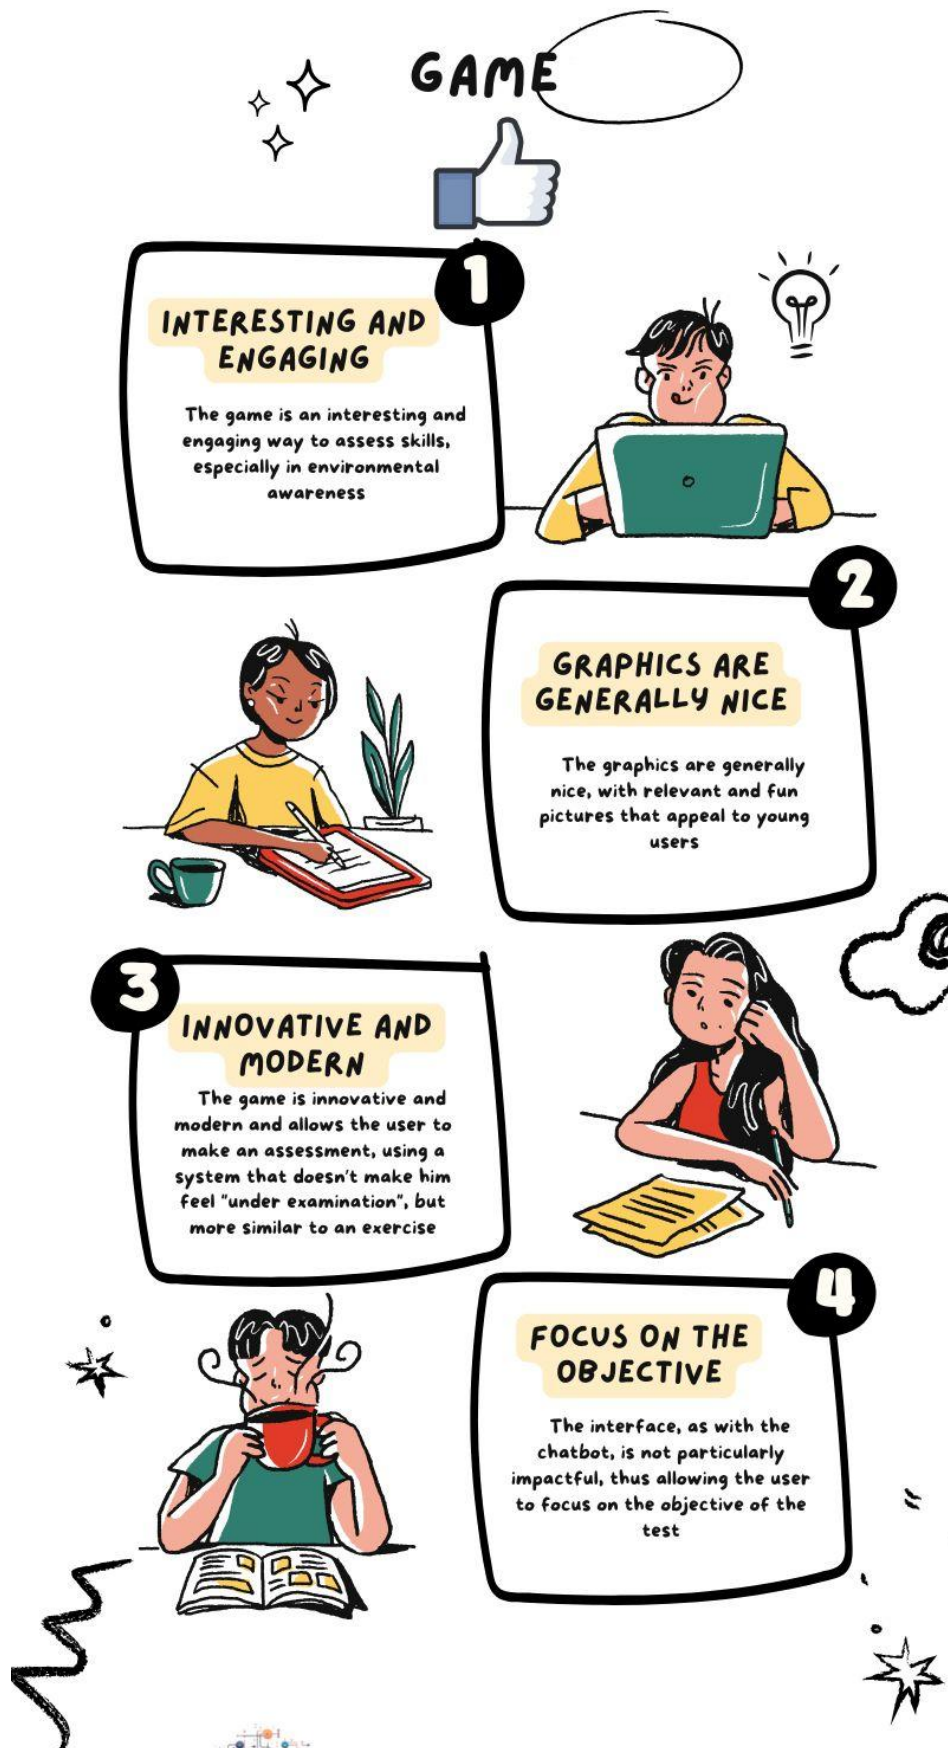 GAME
1
INTERESTING AND
ENGAGING
The game is an interesting and
engaging way to assess skills,
especially in environmental
awareness
2
GRAPHICS ARE
GENERALLY NICE
The graphics are generally
nice, with relevant and fun
pictures that appeal to young
users
3
INNOVATIVE AND
MODERN
The game is innovative and
modern and allows the user to
make an assessment, using a
system that doesn't make him
feel "under examination", but
more similar to an exercise
4
FOCUS ON THE
OBJECTIVE
The interface, as with the
chatbot, is not particularly
impactful, thus allowing the user
to focus on the objective of the
test